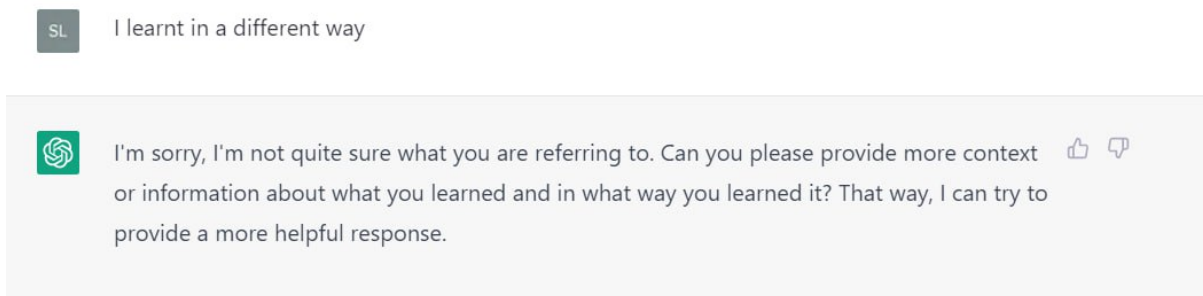 SL
I learnt in a different way
I'm sorry, I'm not quite sure what you are referring to. Can you please provide more context
or information about what you learned and in what way you learned it? That way, I can try to
provide a more helpful response.